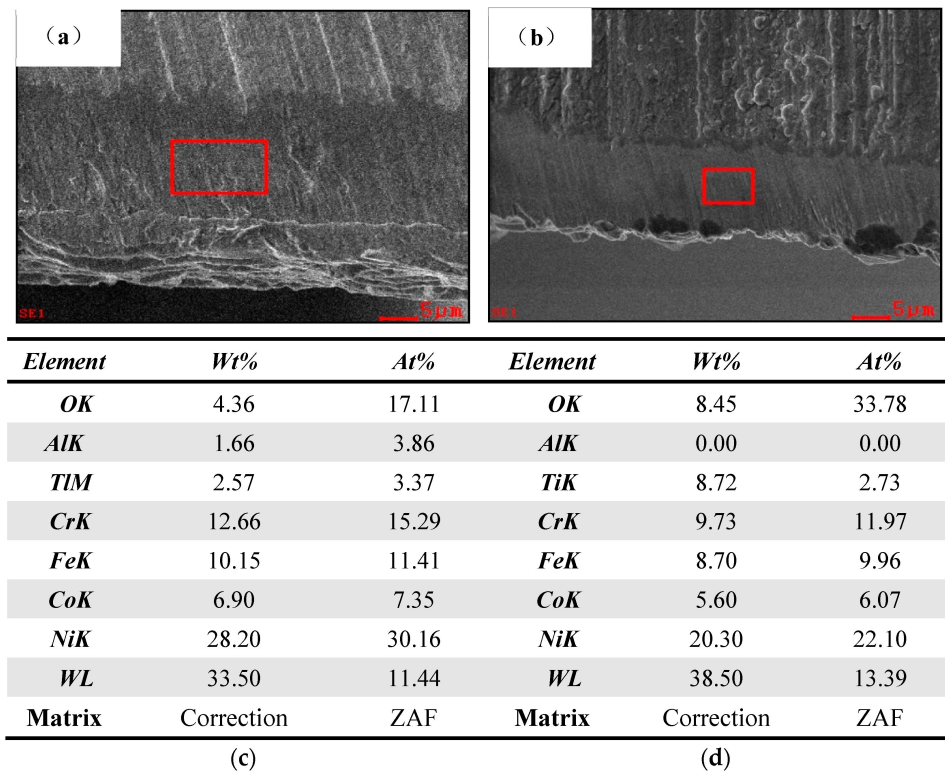 (a)
(b)
SE1
5μm
SE1
5μm
Element Wt% At% Element Wt% At%
OK 4.36 17.11 OK 8.45 33.78
AlK 1.66 3.86 AlK 0.00 0.00
TlM 2.57 3.37 TiK 8.72 2.73
CrK 12.66 15.29 CrK 9.73 11.97
FeK 10.15 11.41 FeK 8.70 9.96
CoK 6.90 7.35 CoK 5.60 6.07
NiK 28.20 30.16 NiK 20.30 22.10
WL 33.50 11.44 WL 38.50 13.39
Matrix Correction ZAF Matrix Correction ZAF
(c) (d)